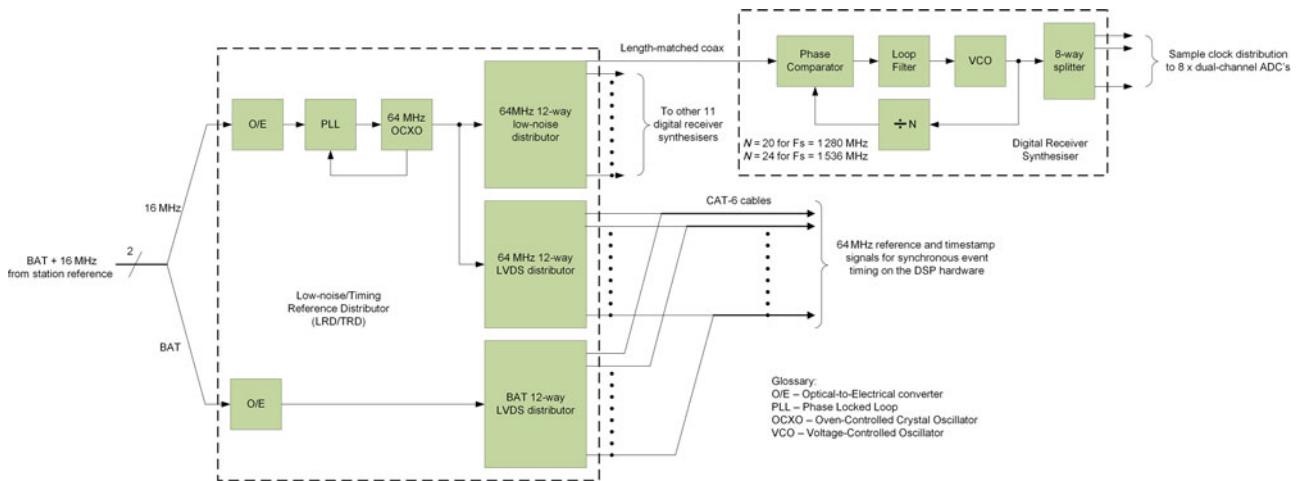 Length-matched coax
Phase
Comparator
Loop
Filter
VCO
8-way
splitter
Sample clock distribution
to 8 x dual-channel ADC's
÷N
N = 20 for Fs = 1 280 MHz
N = 24 for Fs = 1 536 MHz
Digital Receiver
Synthesiser
O/E
PLL
64 MHz
OCXO
64MHz 12-way
low-noise
distributor
To other 11
digital receiver
synthesisers
16 MHz
2
BAT + 16 MHz
from station reference
BAT
Low-noise/Timing
Reference Distributor
(LRD/TRD)
64 MHz 12-way
LVDS distributor
CAT-6 cables
64 MHz reference and timestamp
signals for synchronous event
timing on the DSP hardware
O/E
BAT 12-way
LVDS distributor
Glossary:
O/E – Optical-to-Electrical converter
PLL – Phase Locked Loop
OCXO – Oven-Controlled Crystal Oscillator
VCO – Voltage-Controlled Oscillator